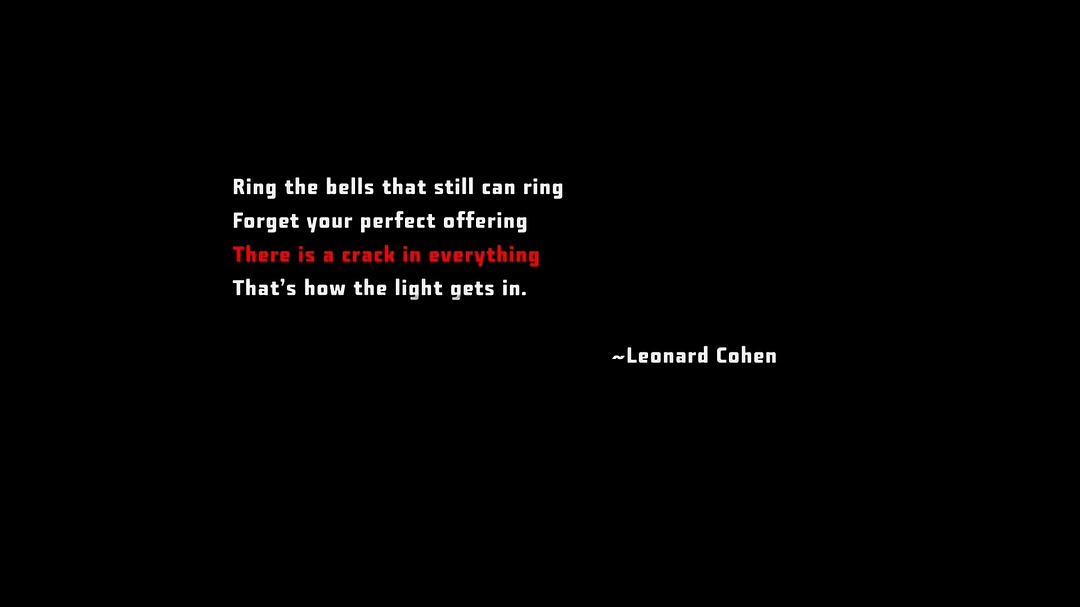 Ring the bells that still can ring
Forget your perfect offering
There is a crack in everything
That's how the light gets in.
~Leonard Cohen